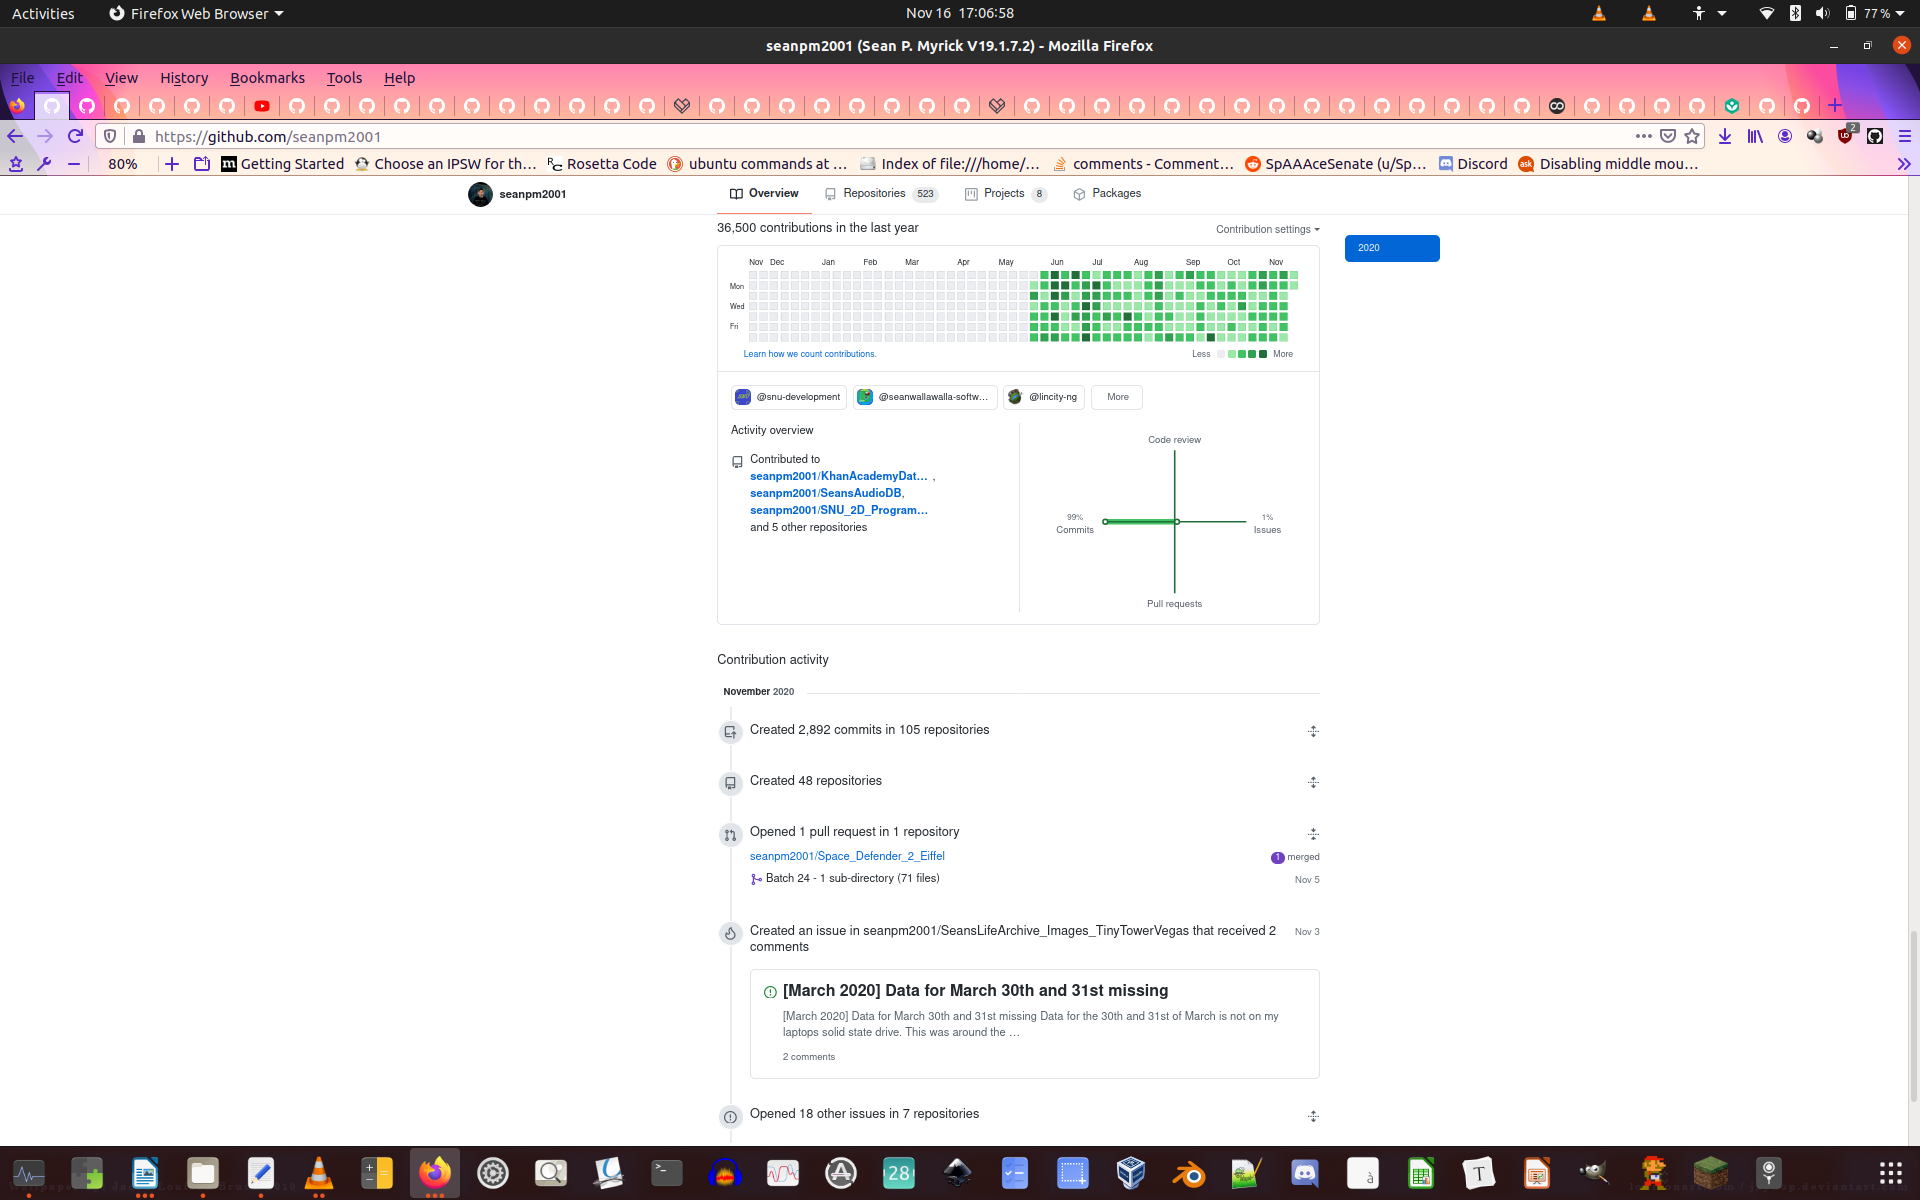 Activities
Firefox Web Browser
Nov 16 17:06:58
77 %
seanpm2001 (Sean P. Myrick V19.1.7.2) - Mozilla Firefox
File Edit View History Bookmarks Tools Help
https://github.com/seanpm2001
2
80%
Getting Started
Choose an IPSW for th…
Rosetta Code
ubuntu commands at …
Index of file:///home/…
comments - Comment…
SpAAAceSenate (u/Sp…
Discord
Disabling middle mou…
seanpm2001
Overview
Repositories 523
Projects 8
Packages
36,500 contributions in the last year
Contribution settings
2020
Nov Dec Jan Feb Mar Apr May Jun Jul Aug Sep Oct Nov
Mon
Wed
Fri
Learn how we count contributions.
Less More
@snu-development
@seanwallawalla-softw…
@lincity-ng
More
Activity overview
Contributed to
seanpm2001/KhanAcademyDat… ,
seanpm2001/SeansAudioDB,
seanpm2001/SNU_2D_Program…
and 5 other repositories
Code review
99%
Commits
1%
Issues
Pull requests
Contribution activity
November 2020
Created 2,892 commits in 105 repositories
Created 48 repositories
Opened 1 pull request in 1 repository
seanpm2001/Space_Defender_2_Eiffel
1 merged
Batch 24 - 1 sub-directory (71 files)
Nov 5
Created an issue in seanpm2001/SeansLifeArchive_Images_TinyTowerVegas that received 2
comments
Nov 3
[March 2020] Data for March 30th and 31st missing
[March 2020] Data for March 30th and 31st missing Data for the 30th and 31st of March is not on my
laptops solid state drive. This was around the …
2 comments
Opened 18 other issues in 7 repositories
28